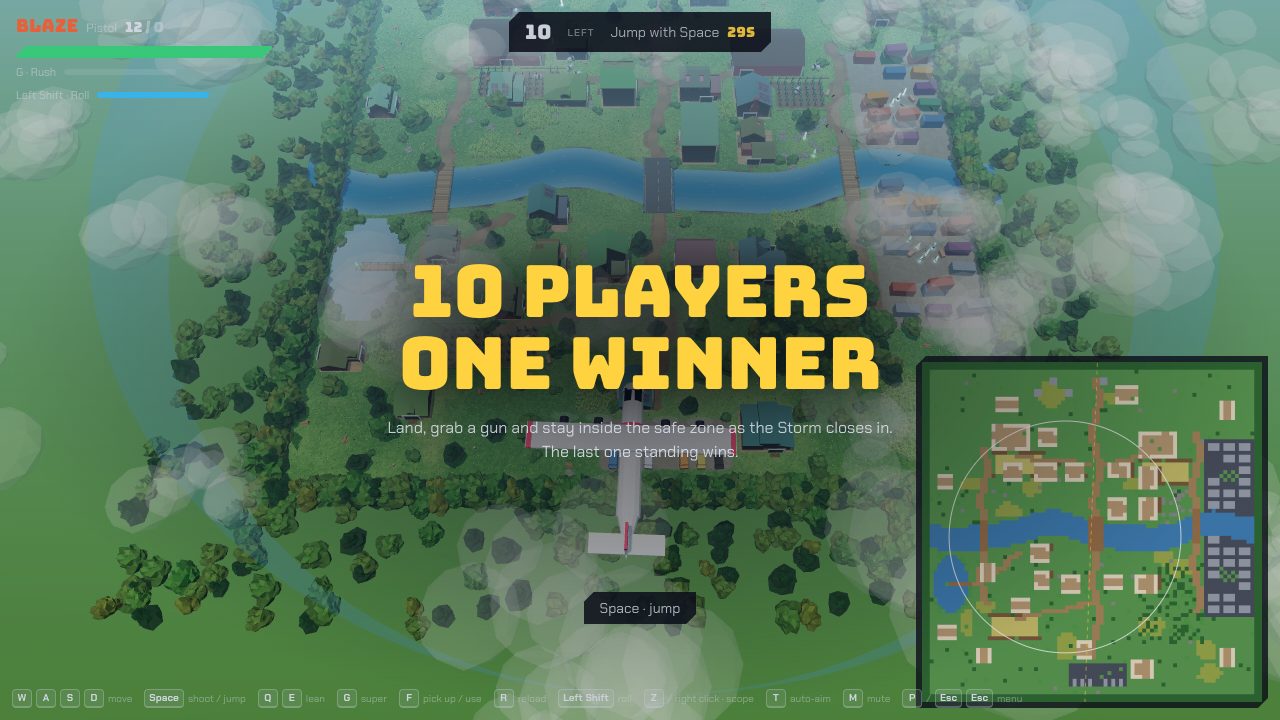 BLAZE Pistol 12 / 0
G · Rush
Left Shift · Roll
10 LEFT Jump with Space 29S
10 PLAYERS
ONE WINNER
Land, grab a gun and stay inside the safe zone as the Storm closes in.
The last one standing wins.
Space · jump
W A S D move Space shoot / jump Q E lean G super F pick up / use R reload Left Shift roll Z / right click · scope T auto-aim M mute P / Esc Esc menu